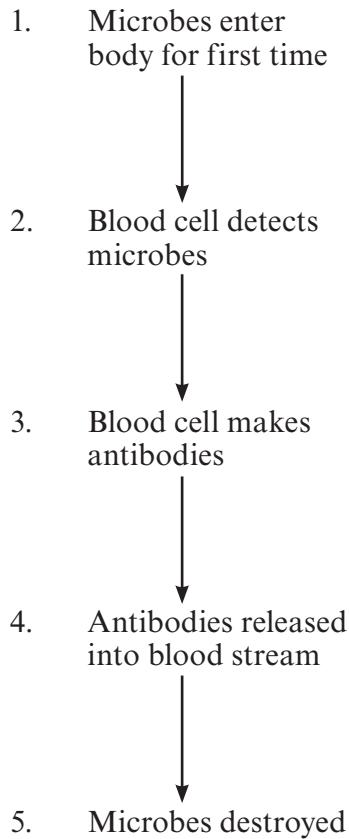 1. Microbes enter
body for first time
2. Blood cell detects
microbes
3. Blood cell makes
antibodies
4. Antibodies released
into blood stream
5. Microbes destroyed